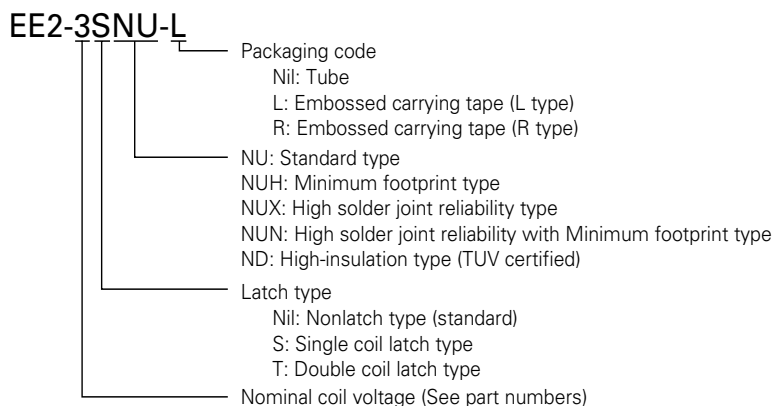 EE2-3SNU-L
Packaging code
Nil: Tube
L: Embossed carrying tape (L type)
R: Embossed carrying tape (R type)
NU: Standard type
NUH: Minimum footprint type
NUX: High solder joint reliability type
NUN: High solder joint reliability with Minimum footprint type
ND: High-insulation type (TUV certified)
Latch type
Nil: Nonlatch type (standard)
S: Single coil latch type
T: Double coil latch type
Nominal coil voltage (See part numbers)